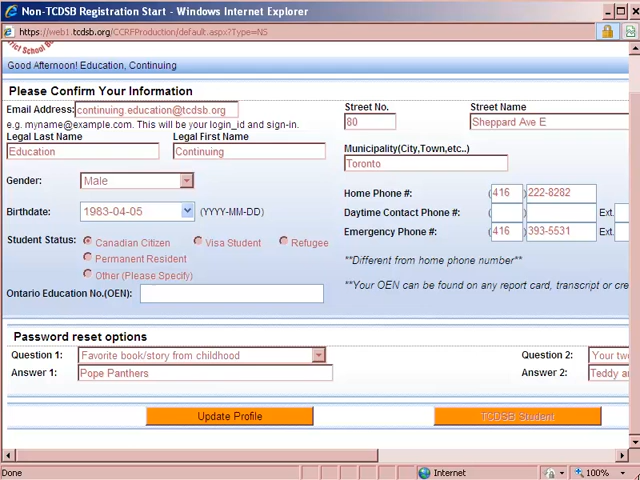 Non-TCDSB Registration Start - Windows Internet Explorer
https://web1.tcdsb.org/CCRFProduction/default.aspx?Type=NS
Good Afternoon! Education, Continuing
Please Confirm Your Information
Email Address: continuing.education@tcdsb.org
e.g. myname@example.com. This will be your login_id and sign-in.
Legal Last Name Legal First Name
Education Continuing
Gender: Male
Birthdate: 1983-04-05 (YYYY-MM-DD)
Student Status: Canadian Citizen Visa Student Refugee
Permanent Resident
Other (Please Specify)
Ontario Education No.(OEN):
Street No. Street Name
80 Sheppard Ave E
Municipality(City,Town,etc..)
Toronto
Home Phone #: (416) 222-8282
Daytime Contact Phone #: ( ) Ext.
Emergency Phone #: (416) 393-5531 Ext.
**Different from home phone number**
**Your OEN can be found on any report card, transcript or cre
Password reset options
Question 1: Favorite book/story from childhood Question 2: Your two
Answer 1: Pope Panthers Answer 2: Teddy an
Update Profile TCDSB Student
Done Internet 100%